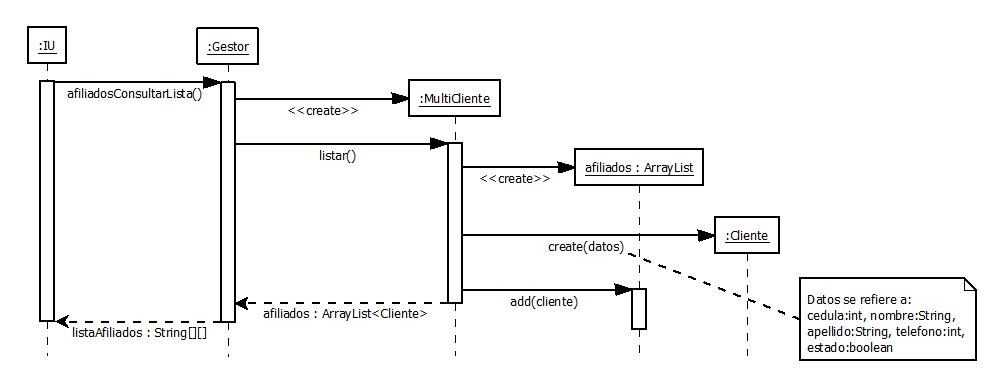 :IU
:Gestor
afiliadosConsultarLista()
:MultiCliente
<<create>>
listar()
afiliados : ArrayList
<<create>>
:Cliente
create(datos)
add(cliente)
afiliados : ArrayList<Cliente>
listaAfiliados : String[][]
Datos se refiere a:
cedula:int, nombre:String,
apellido:String, telefono:int,
estado:boolean